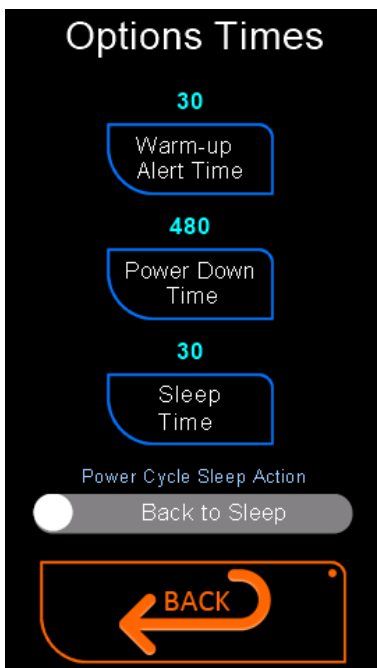 Options Times
30
Warm-up
Alert Time
480
Power Down
Time
30
Sleep
Time
Power Cycle Sleep Action
Back to Sleep
BACK